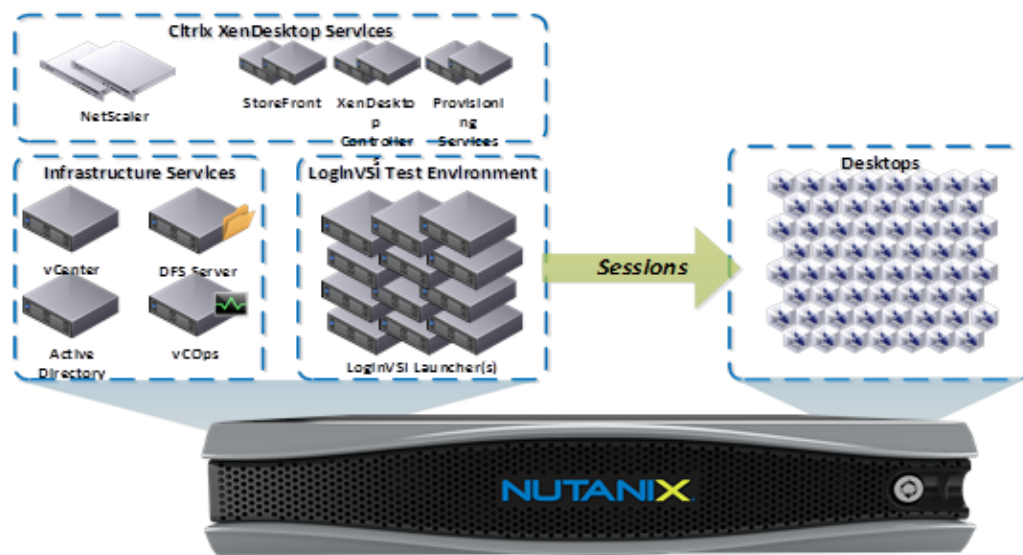 Citrix XenDesktop Services
NetScaler
StoreFront
XenDeskto
p
Controller
s
Provisioni
ng
Services
Infrastructure Services
vCenter
DFS Server
Active
Directory
vCOps
LoginVSI Test Environment
LoginVSI Launcher(s)
Sessions
Desktops
NUTANIX